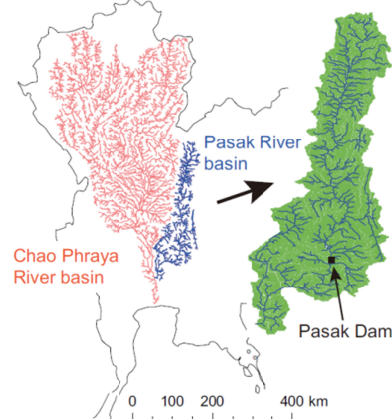 Pasak River
basin
Chao Phraya
River basin
Pasak Dam
0 100 200 400 km